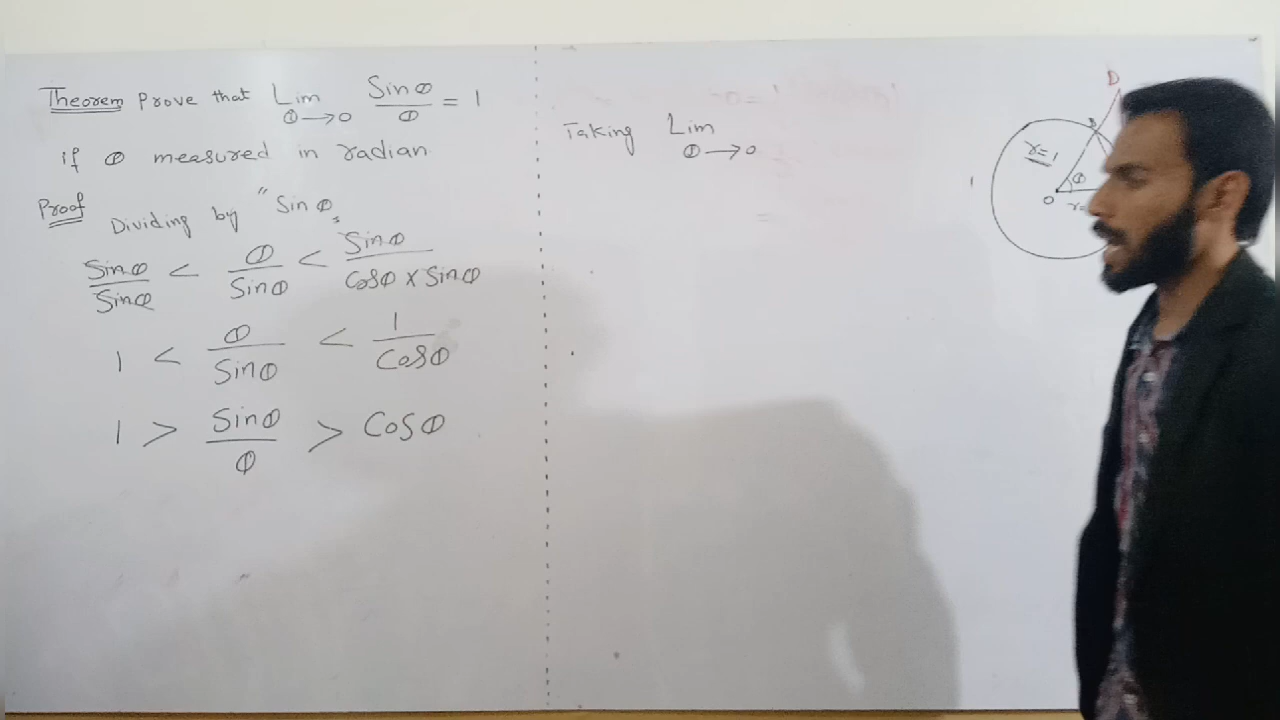 Theorem Prove that Lim θ→0 Sinθ/θ = 1
if θ measured in radian
Proof Dividing by "Sinθ"
Sinθ/Sinθ < θ/Sinθ < Sinθ/Cosθ x Sinθ
1 < θ/Sinθ < 1/Cosθ
1 > Sinθ/θ > Cosθ
Taking Lim θ→0
D
B
r=1
θ
O